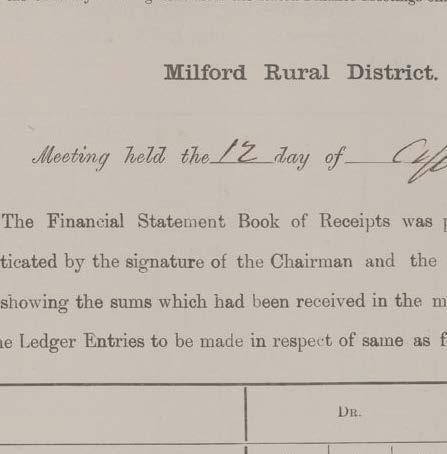 Milford Rural District.
Meeting held the 12 day of
The Financial Statement Book of Receipts was
ticated by the signature of the Chairman and the
showing the sums which had been received in the
Ledger Entries to be made in respect of same as
DR.